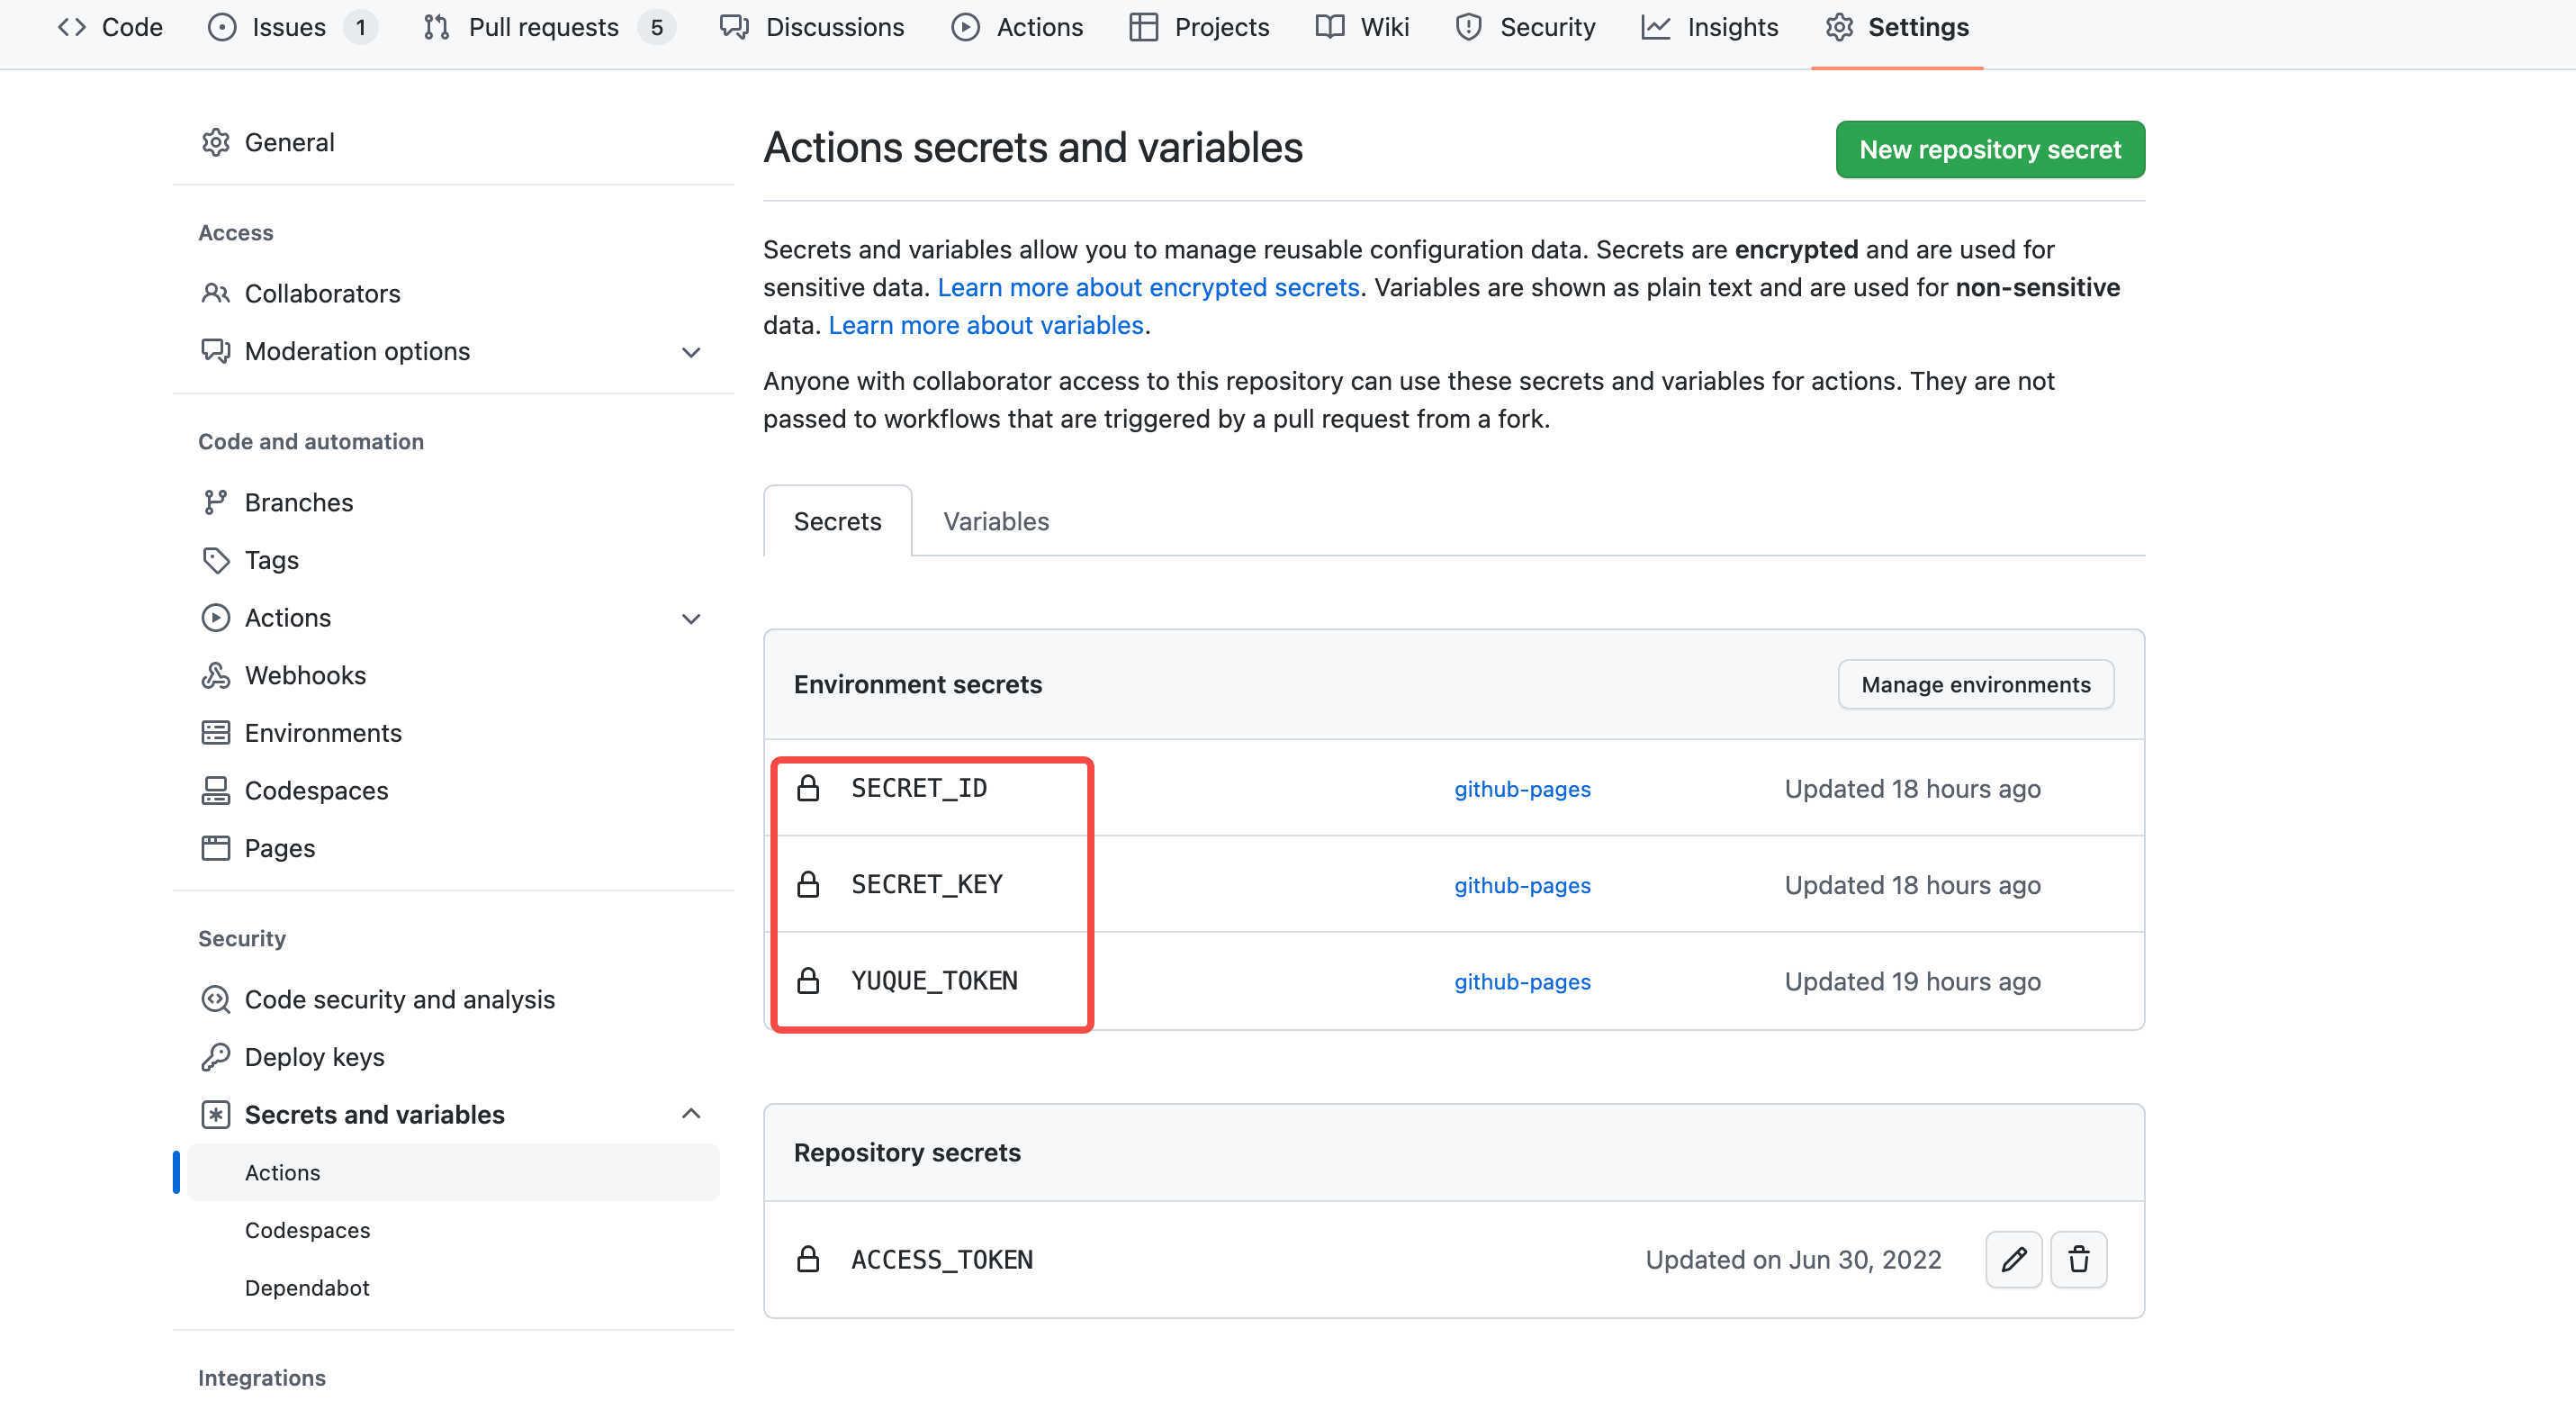 Code Issues 1 Pull requests 5 Discussions Actions Projects Wiki Security Insights Settings
General
Access
Collaborators
Moderation options
Code and automation
Branches
Tags
Actions
Webhooks
Environments
Codespaces
Pages
Security
Code security and analysis
Deploy keys
Secrets and variables
Actions
Codespaces
Dependabot
Integrations
Actions secrets and variables
New repository secret
Secrets and variables allow you to manage reusable configuration data. Secrets are encrypted and are used for
sensitive data. Learn more about encrypted secrets. Variables are shown as plain text and are used for non-sensitive
data. Learn more about variables.
Anyone with collaborator access to this repository can use these secrets and variables for actions. They are not
passed to workflows that are triggered by a pull request from a fork.
Secrets Variables
Environment secrets Manage environments
SECRET_ID github-pages Updated 18 hours ago
SECRET_KEY github-pages Updated 18 hours ago
YUQUE_TOKEN github-pages Updated 19 hours ago
Repository secrets
ACCESS_TOKEN Updated on Jun 30, 2022